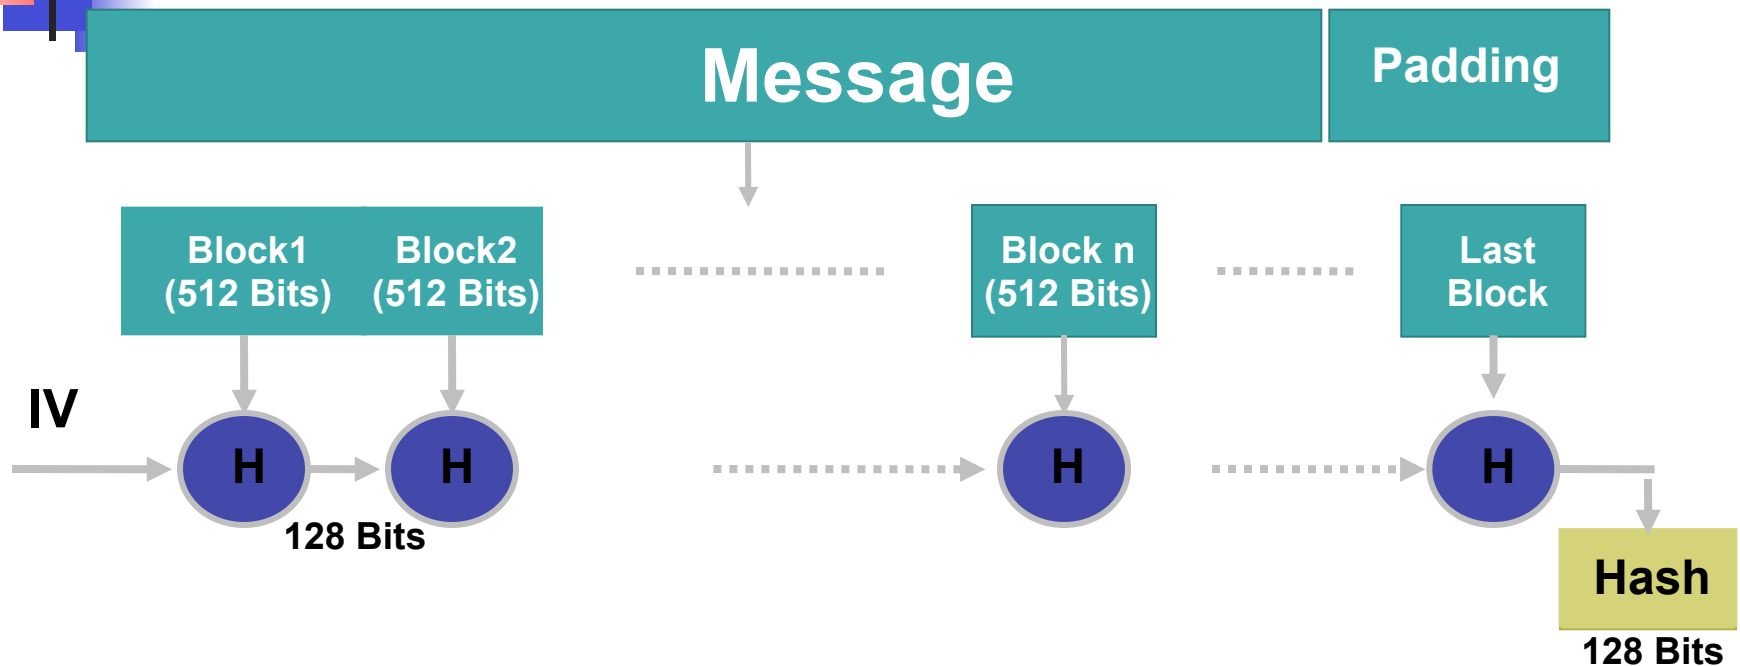 Message
Padding
Block1
(512 Bits)
Block2
(512 Bits)
Block n
(512 Bits)
Last
Block
IV
H
H
H
H
128 Bits
Hash
128 Bits